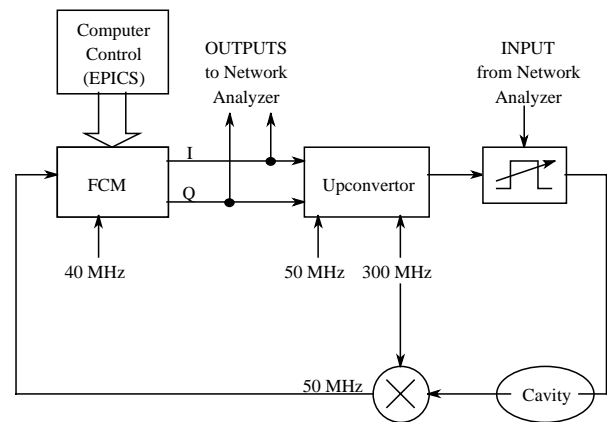 Computer
Control
(EPICS)
OUTPUTS
to Network
Analyzer
INPUT
from Network
Analyzer
FCM
I
Q
Upconvertor
40 MHz
50 MHz
300 MHz
50 MHz
Cavity